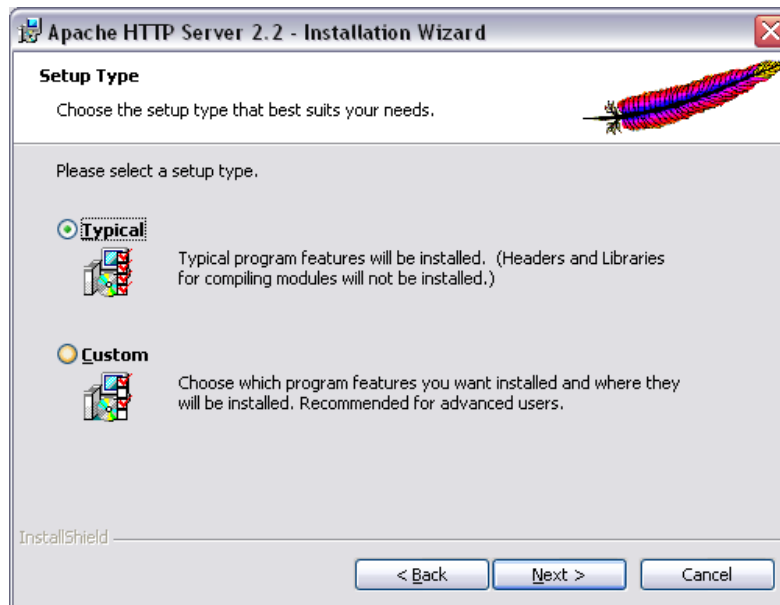 Apache HTTP Server 2.2 - Installation Wizard
Setup Type
Choose the setup type that best suits your needs.
Please select a setup type.
Typical
Typical program features will be installed. (Headers and Libraries
for compiling modules will not be installed.)
Custom
Choose which program features you want installed and where they
will be installed. Recommended for advanced users.
InstallShield
< Back
Next >
Cancel